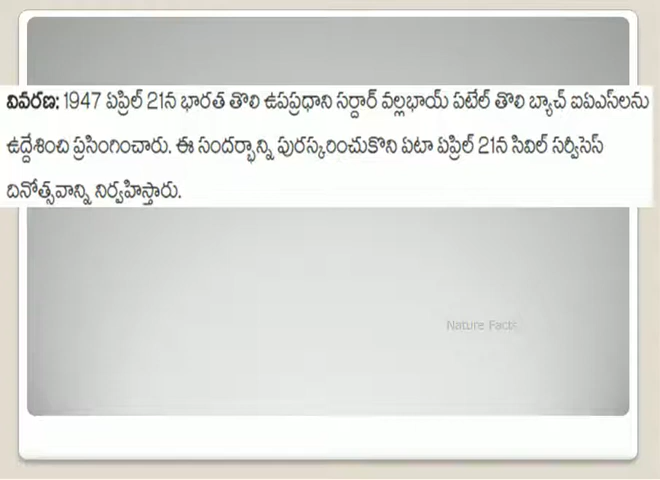 వివరణ: 1947 ఏప్రిల్ 21న భారత తొలి ఉపప్రధాని సర్దార్ వల్లభాయ్ పటేల్ తొలి బ్యాచ్ ఐఏఎస్‌లను
ఉద్దేశించి ప్రసింగించారు. ఈ సందర్భాన్ని పురస్కరించుకొని ఏటా ఏప్రిల్ 21న సివిల్ సర్వీసెస్
దినోత్సవాన్ని నిర్వహిస్తారు.
Nature Facts